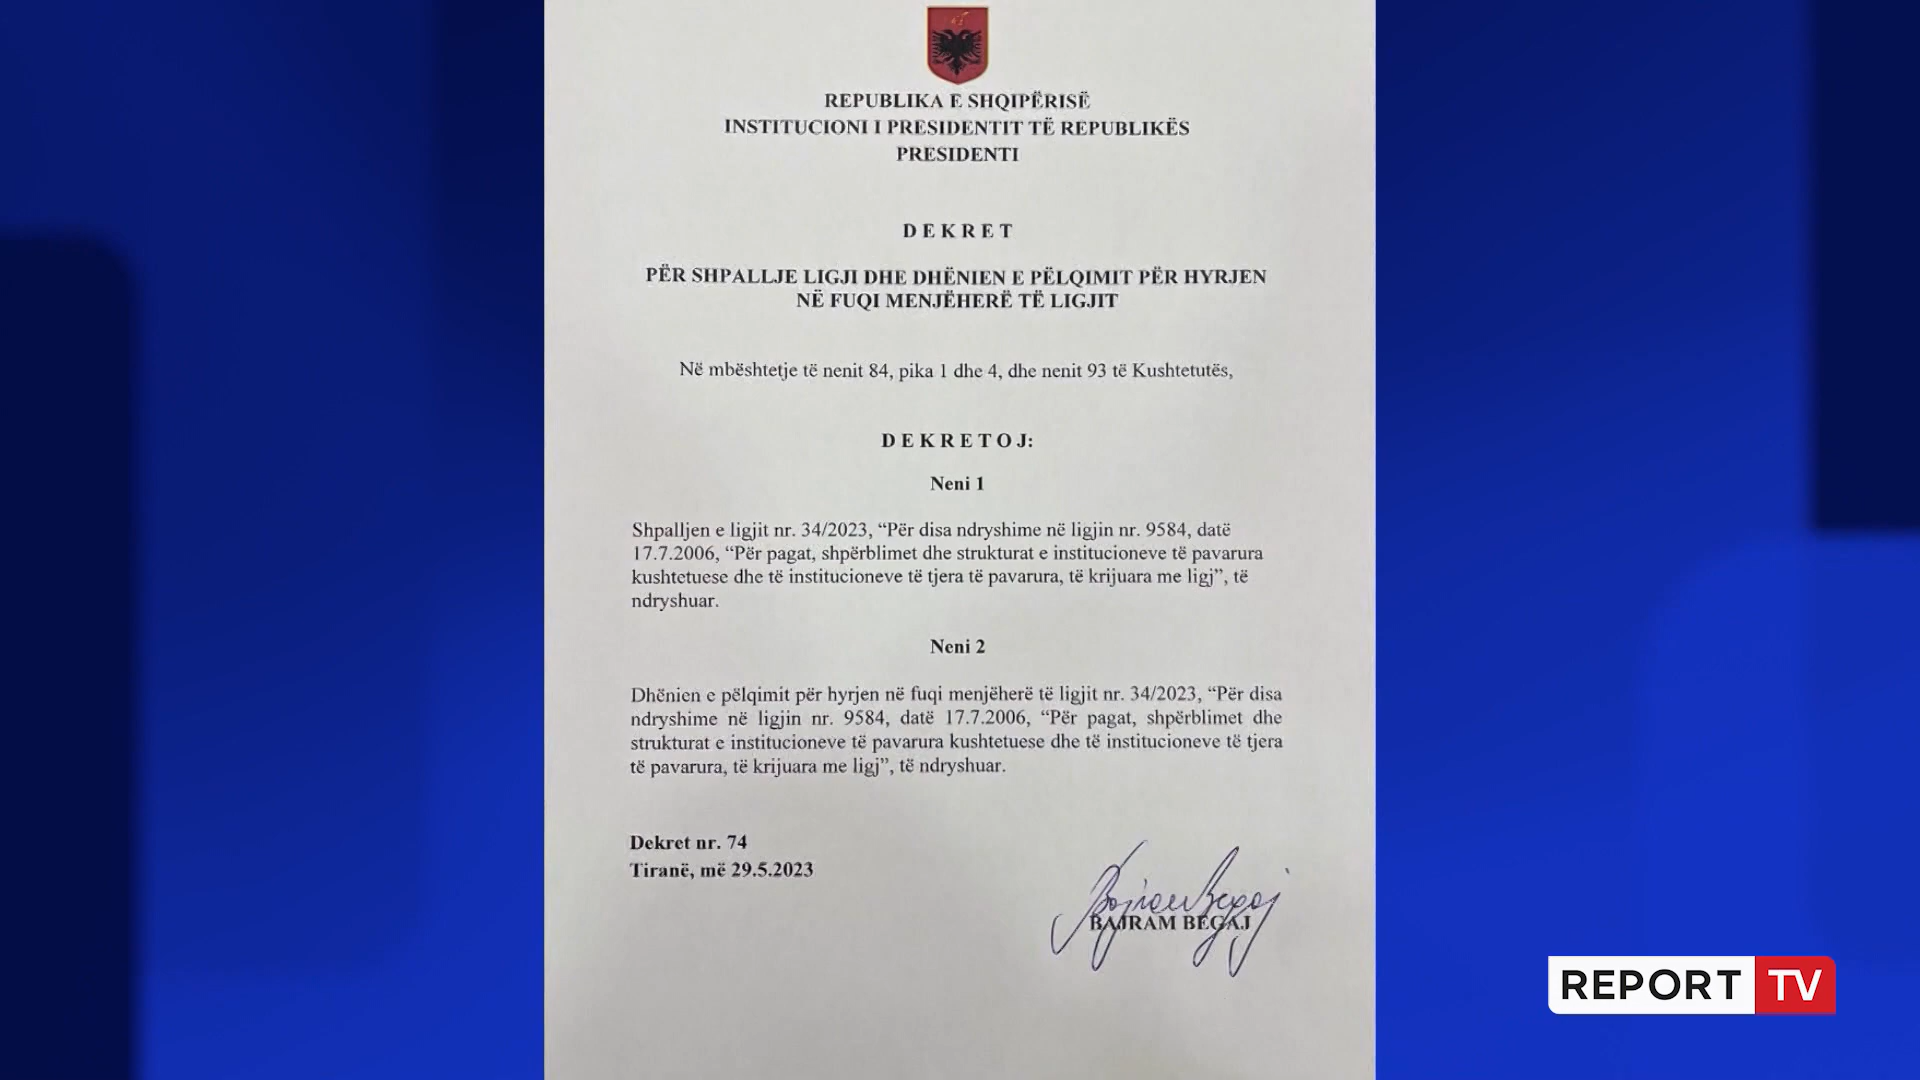 REPUBLIKA E SHQIPËRISË
INSTITUCIONI I PRESIDENTIT TË REPUBLIKËS
PRESIDENTI
DEKRET
PËR SHPALLJE LIGJI DHE DHËNIEN E PËLQIMIT PËR HYRJEN
NË FUQI MENJËHERË TË LIGJIT
Në mbështetje të nenit 84, pika 1 dhe 4, dhe nenit 93 të Kushtetutës,
DEKRETOJ:
Neni 1
Shpalljen e ligjit nr. 34/2023, “Për disa ndryshime në ligjin nr. 9584, datë
17.7.2006, “Për pagat, shpërblimet dhe strukturat e institucioneve të pavarura
kushtetuese dhe të institucioneve të tjera të pavarura, të krijuara me ligj”, të
ndryshuar.
Neni 2
Dhënien e pëlqimit për hyrjen në fuqi menjëherë të ligjit nr. 34/2023, “Për disa
ndryshime në ligjin nr. 9584, datë 17.7.2006, “Për pagat, shpërblimet dhe
strukturat e institucioneve të pavarura kushtetuese dhe të institucioneve të tjera
të pavarura, të krijuara me ligj”, të ndryshuar.
Dekret nr. 74
Tiranë, më 29.5.2023
Bajram Begaj
BAJRAM BEGAJ
REPORT TV